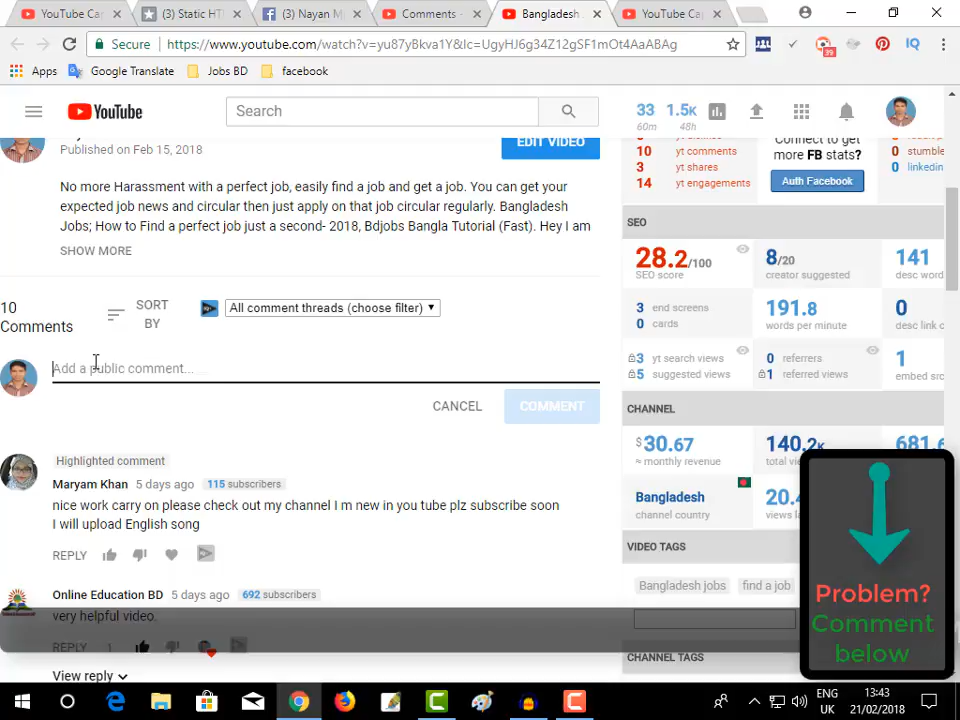 YouTube Ca
(3) Static HT
(3) Nayan M
Comments -
Bangladesh
YouTube Ca
Secure
https://www.youtube.com/watch?v=yu87yBkva1Y&lc=UgyHJ6g34Z12gSF1mOt4AaABAg
39
IQ
Apps
Google Translate
Jobs BD
facebook
YouTube
Search
33
60m
1.5K
48h
Published on Feb 15, 2018
EDIT VIDEO
No more Harassment with a perfect job, easily find a job and get a job. You can get your
expected job news and circular then just apply on that job circular regularly. Bangladesh
Jobs; How to Find a perfect job just a second- 2018, Bdjobs Bangla Tutorial (Fast). Hey I am
SHOW MORE
10
Comments
SORT
BY
All comment threads (choose filter)
Add a public comment...
CANCEL
COMMENT
Highlighted comment
Maryam Khan 5 days ago 115 subscribers
nice work carry on please check out my channel I m new in you tube plz subscribe soon
I will upload English song
REPLY
Online Education BD 5 days ago 692 subscribers
very helpful video.
REPLY 1
View reply
10 yt comments
3 yt shares
14 yt engagements
Connect to get
more FB stats?
Auth Facebook
0 stumble
0 linkedin
SEO
28.2/100
SEO score
8/20
creator suggested
141
desc word
3 end screens
0 cards
191.8
words per minute
0
desc link c
3 yt search views
5 suggested views
0 referrers
1 referred views
1
embed src
CHANNEL
$30.67
≈ monthly revenue
140.2K
total vi
681.6
Bangladesh
channel country
20.4
views l
VIDEO TAGS
Bangladesh jobs
find a job
CHANNEL TAGS
Problem?
Comment
below
ENG
UK
13:43
21/02/2018